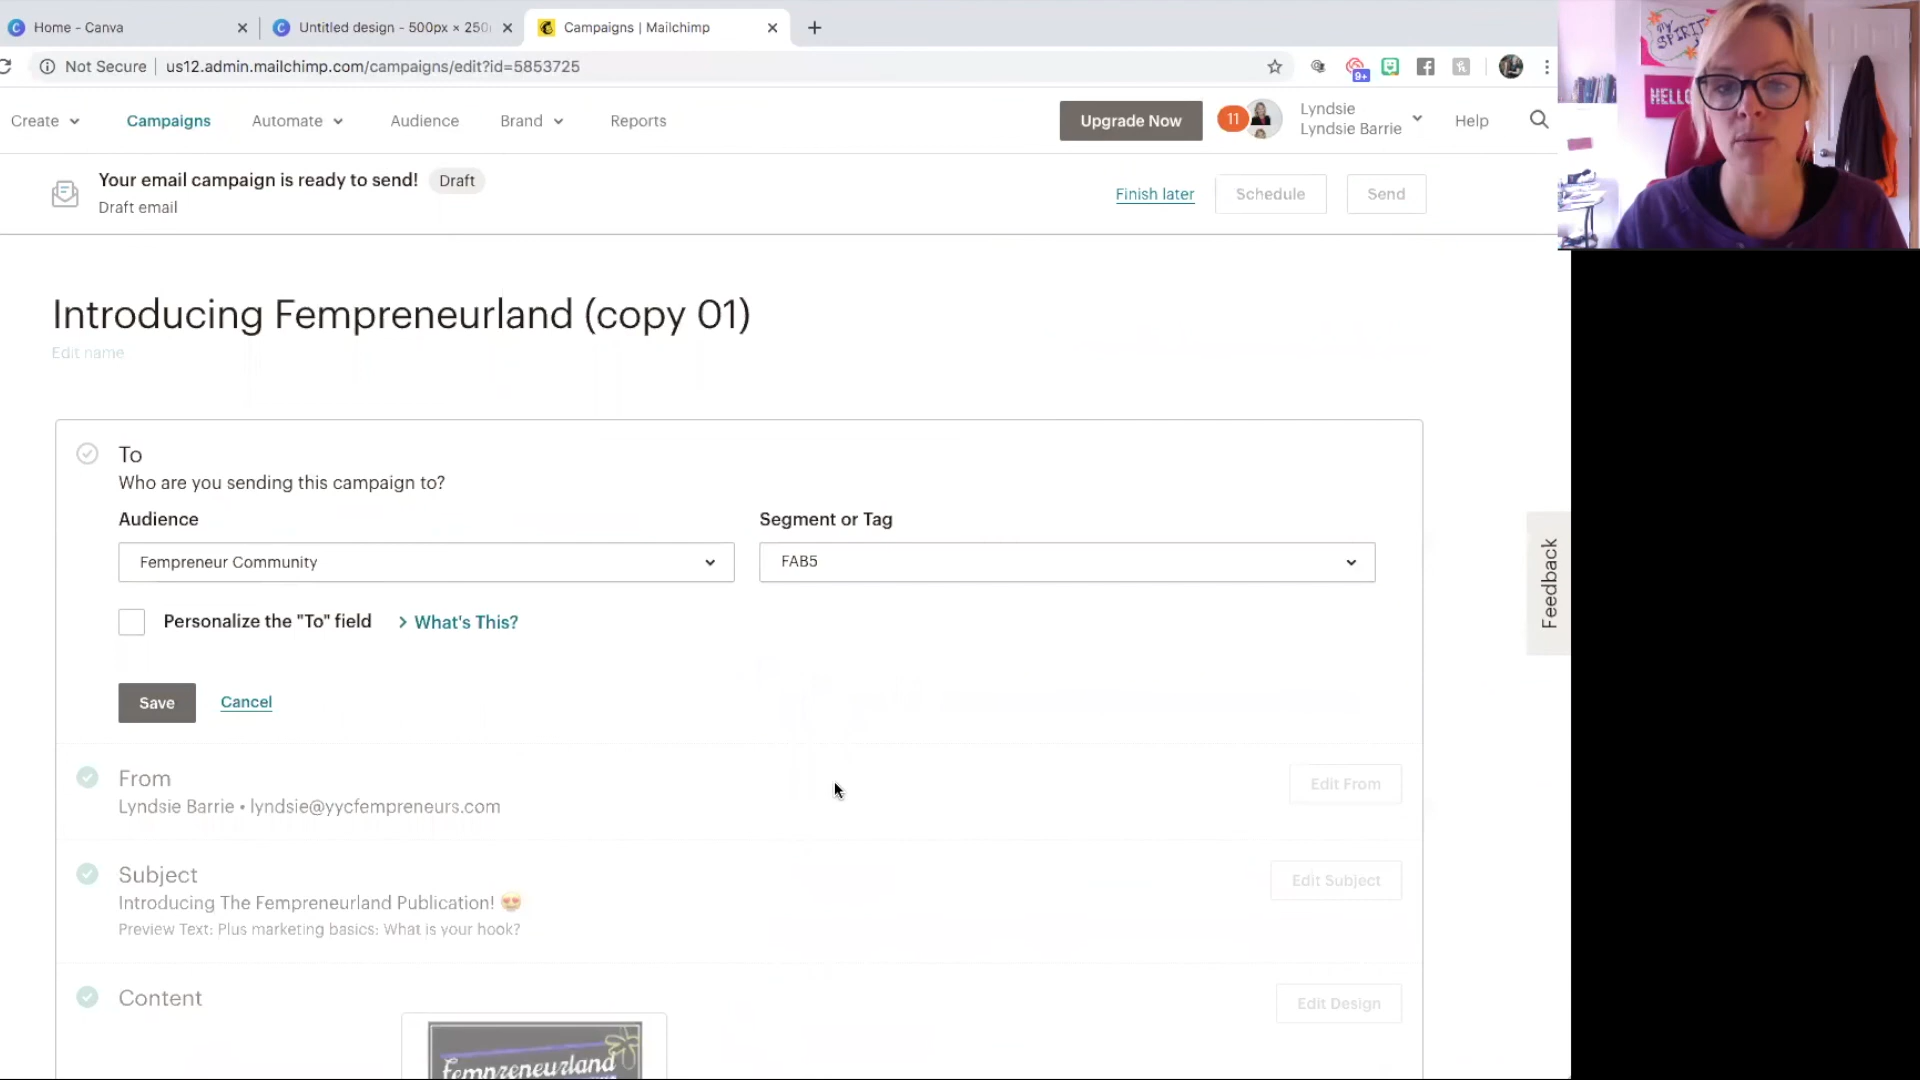 Home - Canva
Untitled design - 500px × 250
Campaigns | Mailchimp
Not Secure
us12.admin.mailchimp.com/campaigns/edit?id=5853725
9+
Create
Campaigns
Automate
Audience
Brand
Reports
Upgrade Now
11
Lyndsie
Lyndsie Barrie
Help
MY
SPIRIT
HELLO
Your email campaign is ready to send!
Draft
Draft email
Finish later
Schedule
Send
Introducing Fempreneurland (copy 01)
Edit name
To
Who are you sending this campaign to?
Audience
Segment or Tag
Fempreneur Community
FAB5
Personalize the "To" field
What's This?
Save
Cancel
Feedback
From
Lyndsie Barrie • lyndsie@yycfempreneurs.com
Edit From
Subject
Introducing The Fempreneurland Publication! 😍
Preview Text: Plus marketing basics: What is your hook?
Edit Subject
Content
Edit Design
fempreneurland